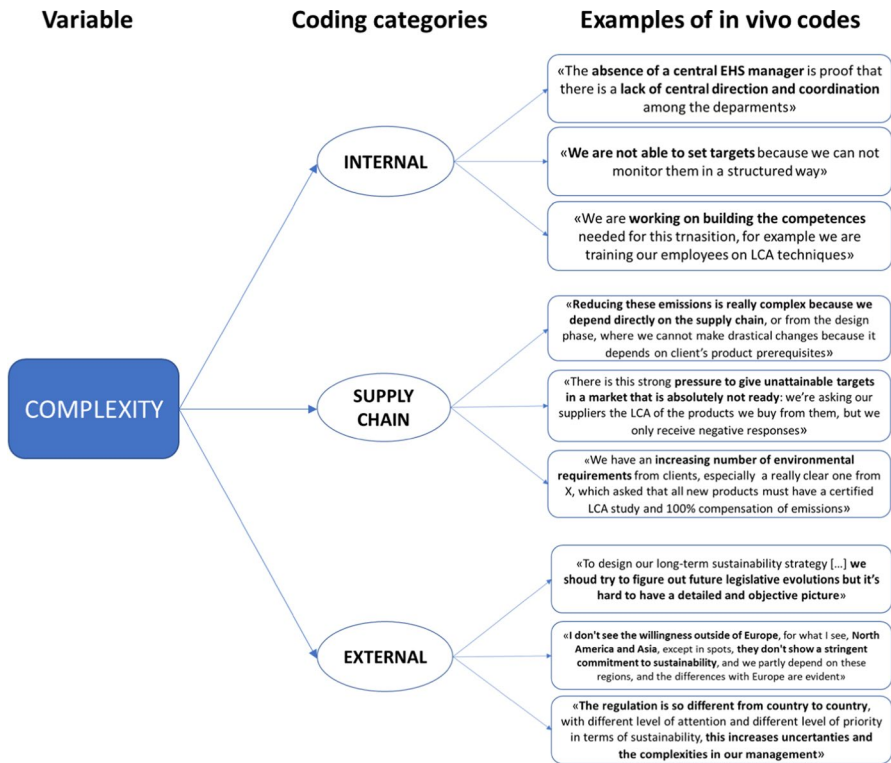 Variable
Coding categories
Examples of in vivo codes
COMPLEXITY
INTERNAL
«The absence of a central EHS manager is proof that
there is a lack of central direction and coordination
among the deparments»
«We are not able to set targets because we can not
monitor them in a structured way»
«We are working on building the competences
needed for this trnasition, for example we are
training our employees on LCA techniques»
SUPPLY
CHAIN
«Reducing these emissions is really complex because we
depend directly on the supply chain, or from the design
phase, where we cannot make drastical changes because it
depends on client's product prerequisites»
«There is this strong pressure to give unattainable targets
in a market that is absolutely not ready: we're asking our
suppliers the LCA of the products we buy from them, but we
only receive negative responses»
«We have an increasing number of environmental
requirements from clients, especially a really clear one from
X, which asked that all new products must have a certified
LCA study and 100% compensation of emissions»
EXTERNAL
«To design our long-term sustainability strategy [...] we
shoud try to figure out future legislative evolutions but it's
hard to have a detailed and objective picture»
«I don't see the willingness outside of Europe, for what I see, North
America and Asia, except in spots, they don't show a stringent
commitment to sustainability, and we partly depend on these
regions, and the differences with Europe are evident»
«The regulation is so different from country to country,
with different level of attention and different level of priority
in terms of sustainability, this increases uncertanties and
the complexities in our management»